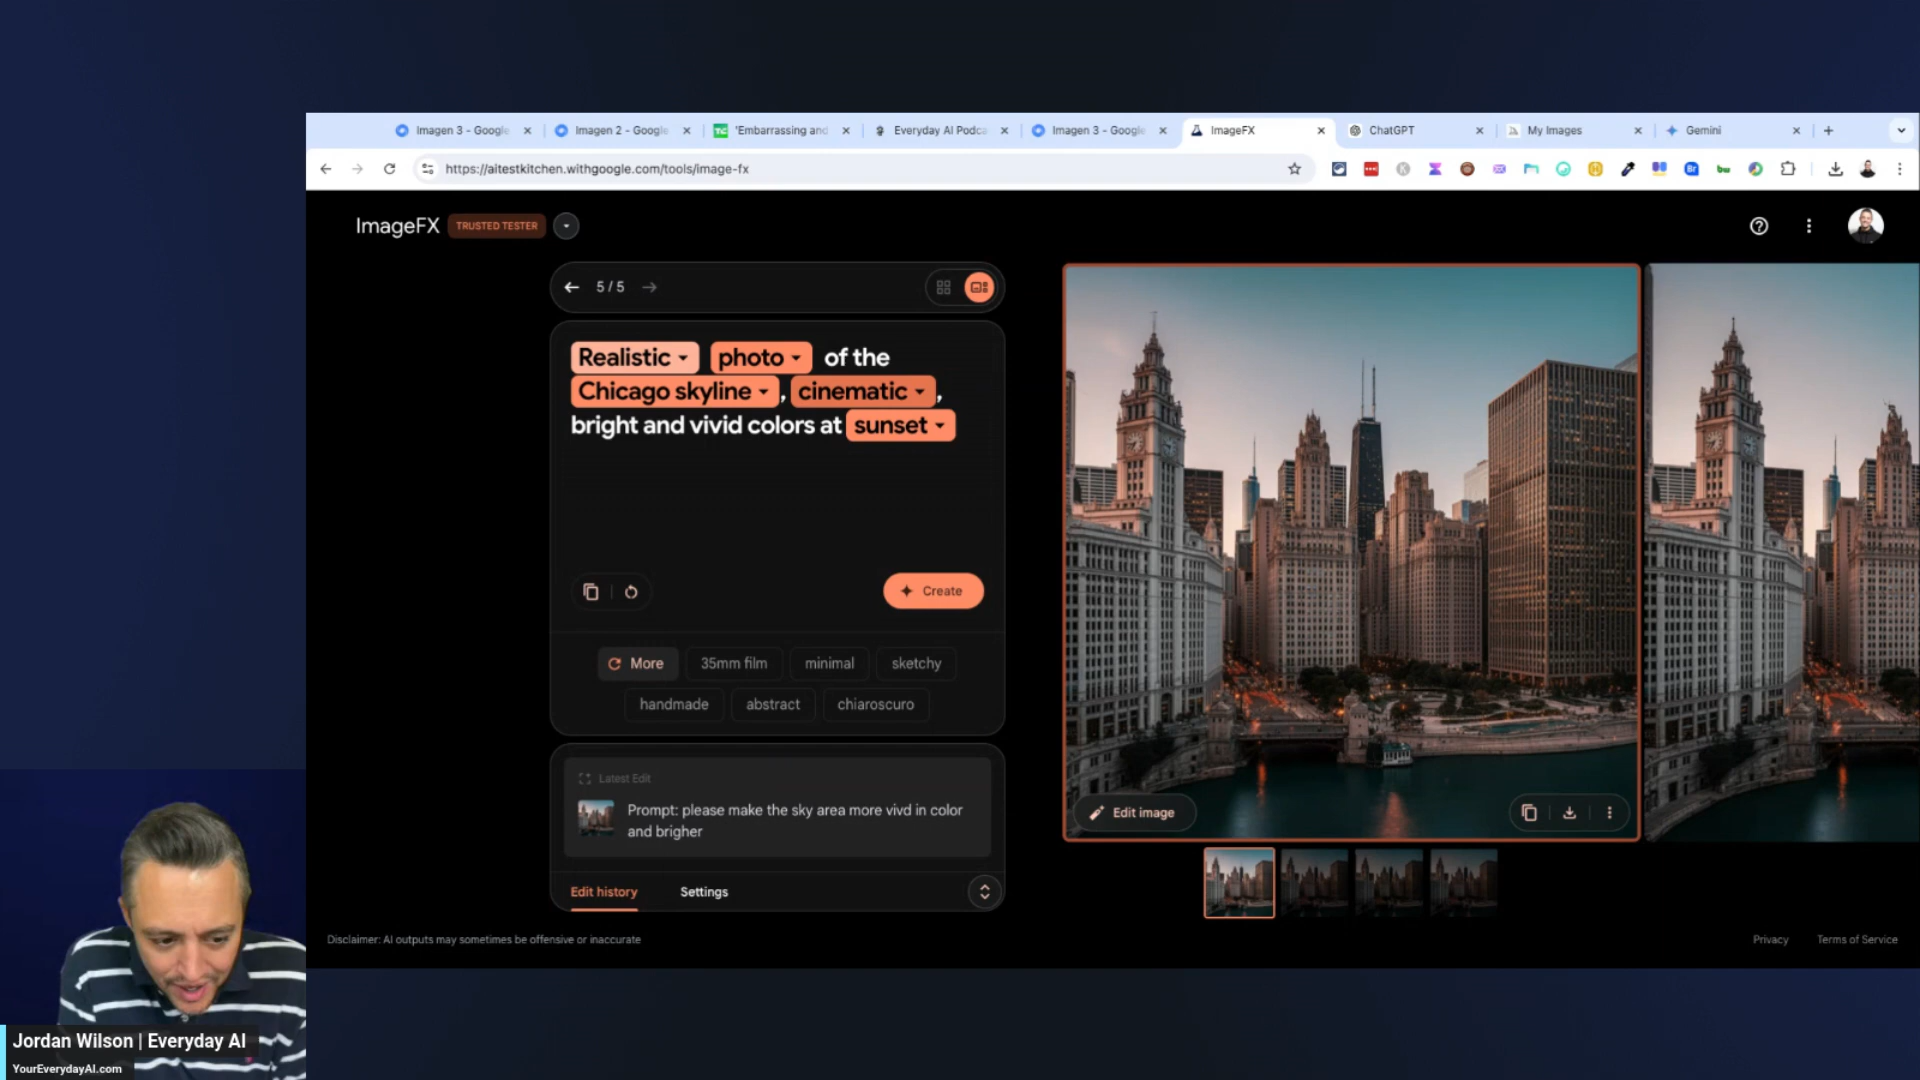 Imagen 3 - Google
Imagen 2 - Google
TC
'Embarrassing and
Everyday AI Podca
Imagen 3 - Google
ImageFX
ChatGPT
My Images
Gemini
https://aitestkitchen.withgoogle.com/tools/image-fx
ImageFX
TRUSTED TESTER
5 / 5
Realistic photo of the
Chicago skyline, cinematic,
bright and vivid colors at sunset
Create
More
35mm film
minimal
sketchy
handmade
abstract
chiaroscuro
Latest Edit
Prompt: please make the sky area more vivd in color
and brigher
Edit history
Settings
Edit image
Disclaimer: AI outputs may sometimes be offensive or inaccurate
Privacy
Terms of Service
Jordan Wilson | Everyday AI
YourEverydayAI.com